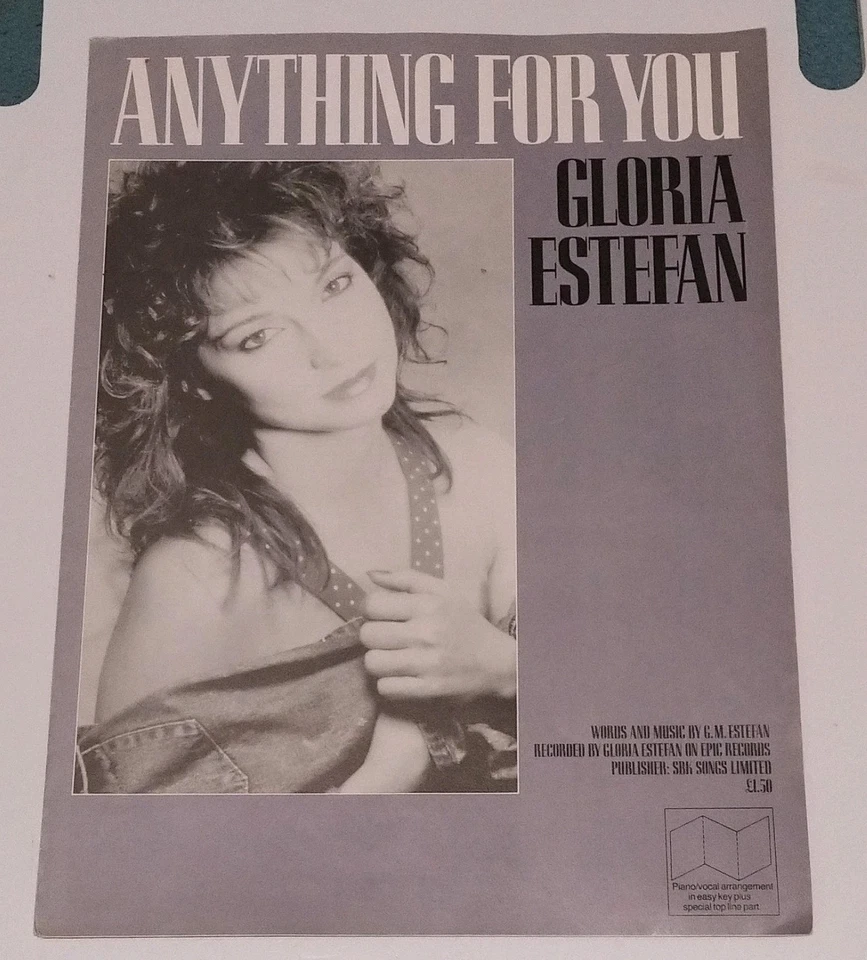 ANYTHING FOR YOU
GLORIA
ESTEFAN
WORDS AND MUSIC BY G.M. ESTEFAN
RECORDED BY GLORIA ESTEFAN ON EPIC RECORDS
PUBLISHER: SBK SONGS LIMITED
£1.50
Piano/vocal arrangement
in easy key plus
special top line part.